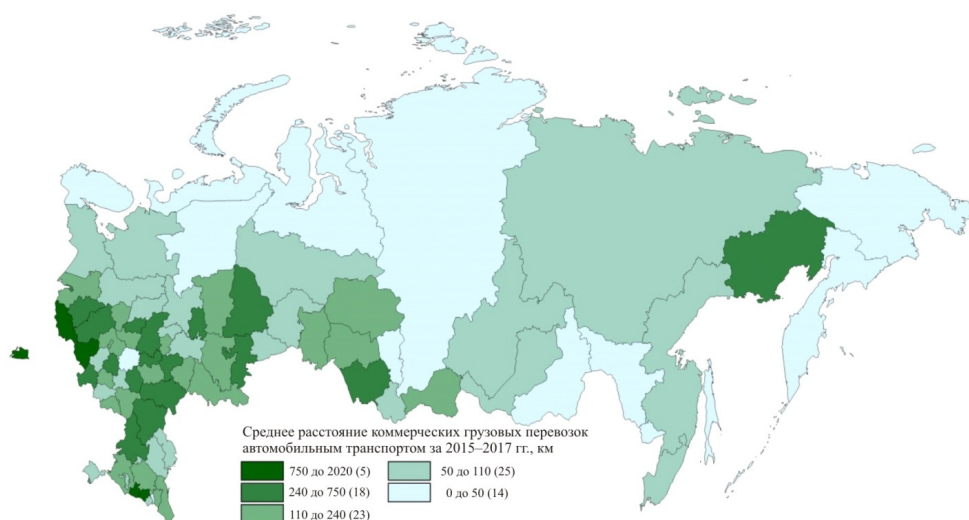 Среднее расстояние коммерческих грузовых перевозок
автомобильным транспортом за 2015–2017 гг., км
750 до 2020 (5)
240 до 750 (18)
110 до 240 (23)
50 до 110 (25)
0 до 50 (14)